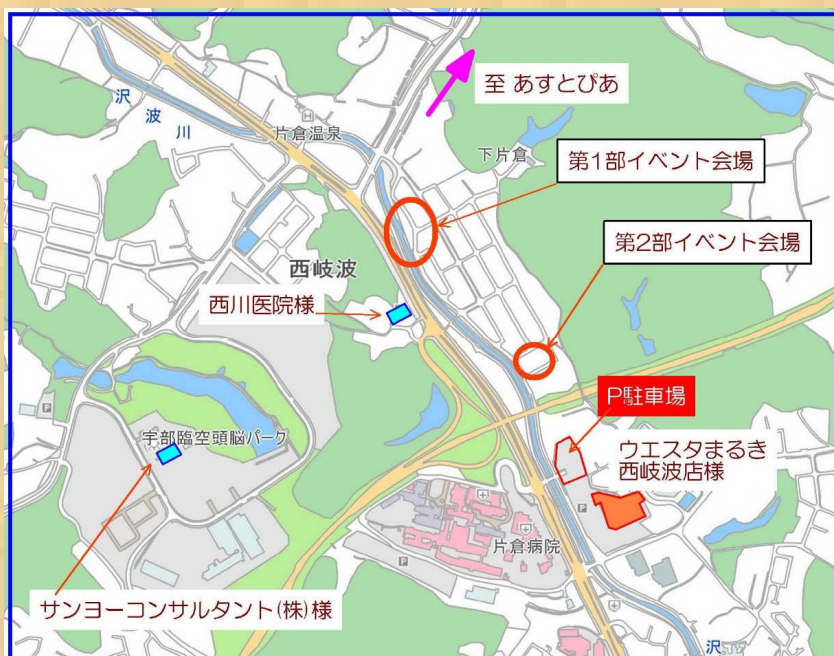 至 あすとぴあ
沢
波
川
片倉温泉
下片倉
第1部イベント会場
第2部イベント会場
西岐波
西川医院様
P駐車場
宇部臨空頭脳パーク
ウエスタまるき
西岐波店様
片倉病院
サンヨーコンサルタント(株)様
沢